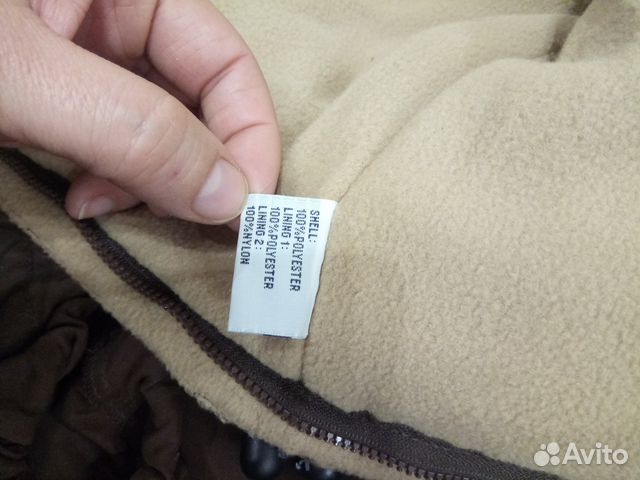 SHELL:
100%POLYESTER
LINING 1:
100%POLYESTER
LINING 2:
100%NYLON
Avito